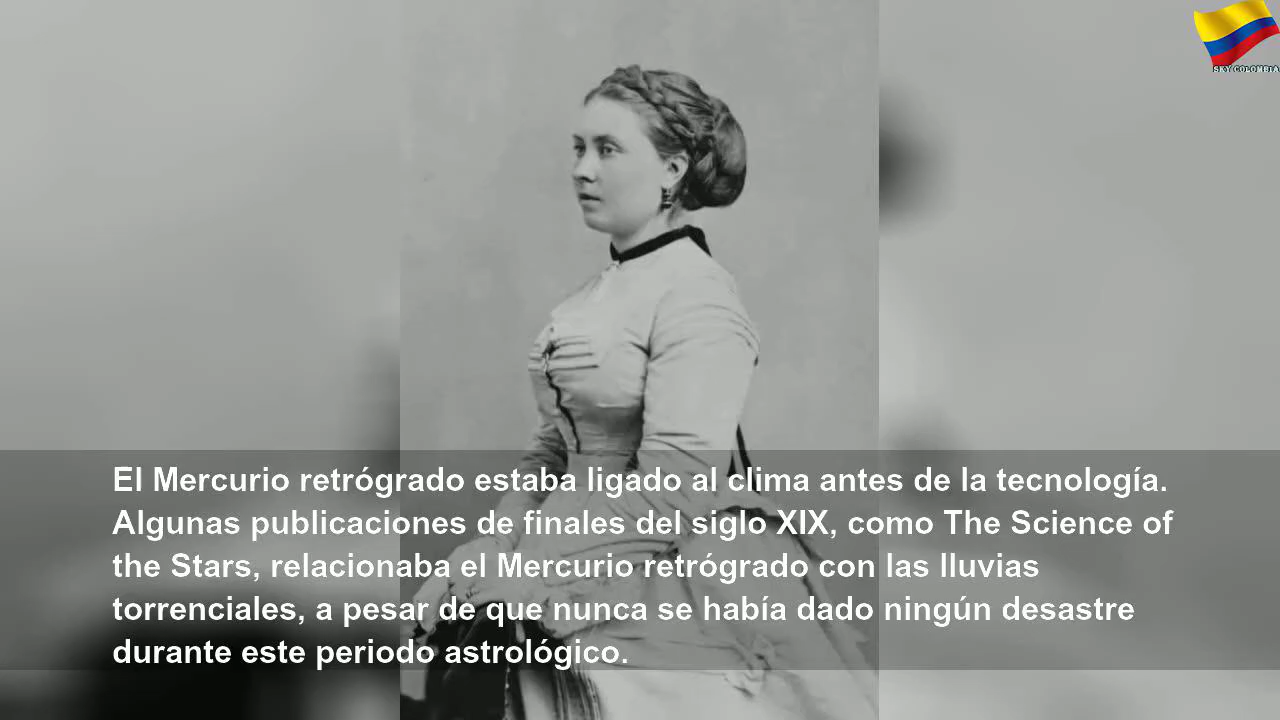 SKY COLOMBIA
El Mercurio retrógrado estaba ligado al clima antes de la tecnología.
Algunas publicaciones de finales del siglo XIX, como The Science of
the Stars, relacionaba el Mercurio retrógrado con las lluvias
torrenciales, a pesar de que nunca se había dado ningún desastre
durante este periodo astrológico.